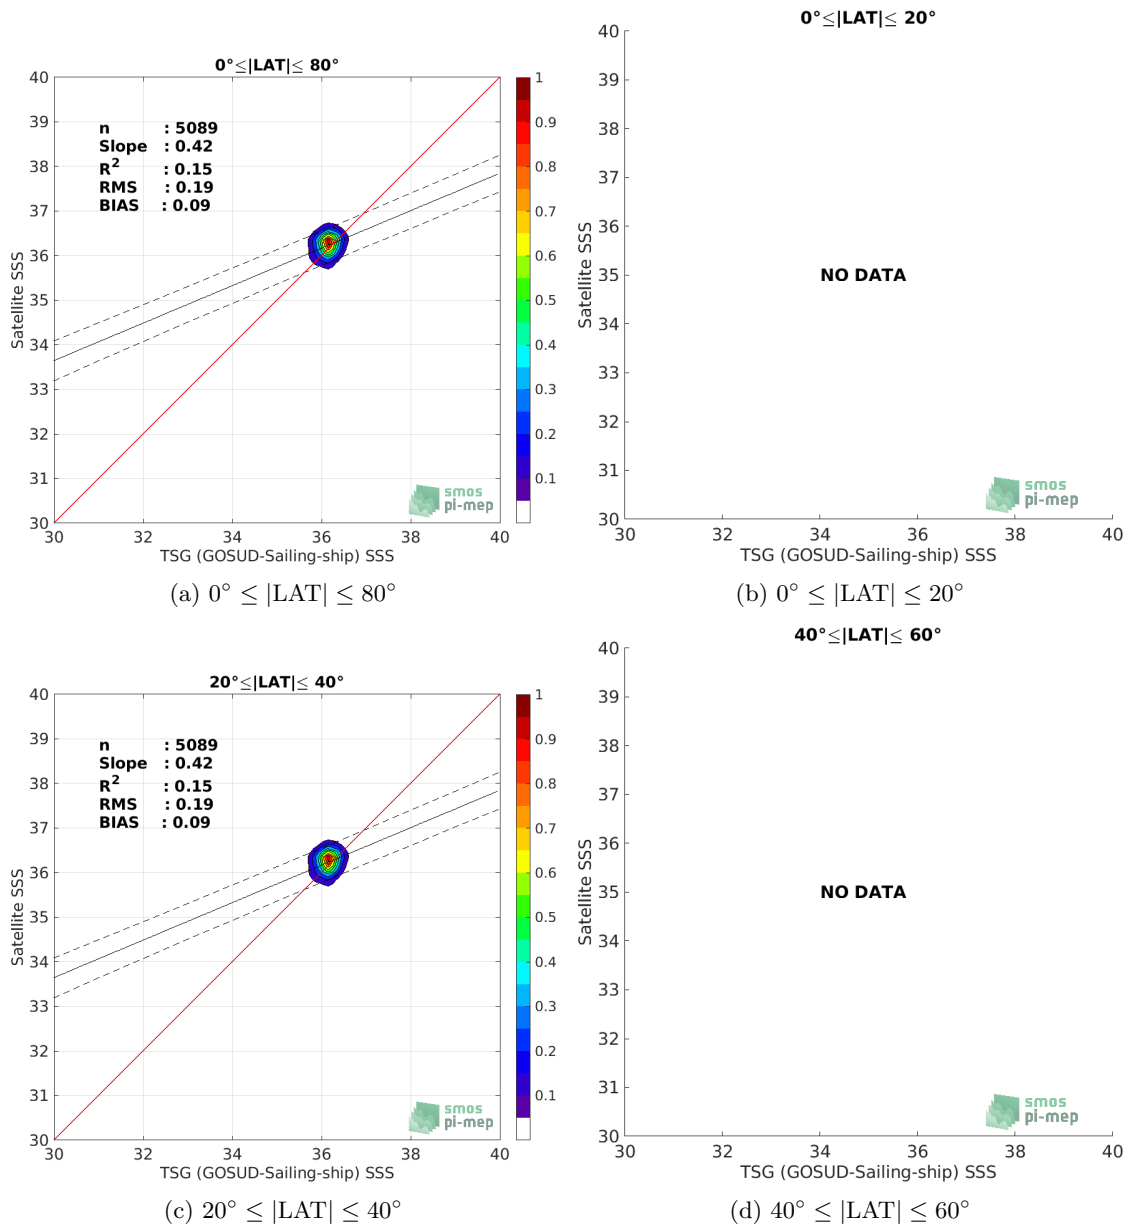 0°≤|LAT|≤ 80°
40
39
38
37
36
35
34
33
32
31
30
Satellite SSS
n : 5089
Slope : 0.42
R2 : 0.15
RMS : 0.19
BIAS : 0.09
1
0.9
0.8
0.7
0.6
0.5
0.4
0.3
0.2
0.1
smos
pi-mep
30 32 34 36 38 40
TSG (GOSUD-Sailing-ship) SSS
(a) 0° ≤ |LAT| ≤ 80°
0°≤|LAT|≤ 20°
40
39
38
37
36
35
34
33
32
31
30
Satellite SSS
NO DATA
smos
pi-mep
30 32 34 36 38 40
TSG (GOSUD-Sailing-ship) SSS
(b) 0° ≤ |LAT| ≤ 20°
20°≤|LAT|≤ 40°
40
39
38
37
36
35
34
33
32
31
30
Satellite SSS
n : 5089
Slope : 0.42
R2 : 0.15
RMS : 0.19
BIAS : 0.09
1
0.9
0.8
0.7
0.6
0.5
0.4
0.3
0.2
0.1
smos
pi-mep
30 32 34 36 38 40
TSG (GOSUD-Sailing-ship) SSS
(c) 20° ≤ |LAT| ≤ 40°
40°≤|LAT|≤ 60°
40
39
38
37
36
35
34
33
32
31
30
Satellite SSS
NO DATA
smos
pi-mep
30 32 34 36 38 40
TSG (GOSUD-Sailing-ship) SSS
(d) 40° ≤ |LAT| ≤ 60°